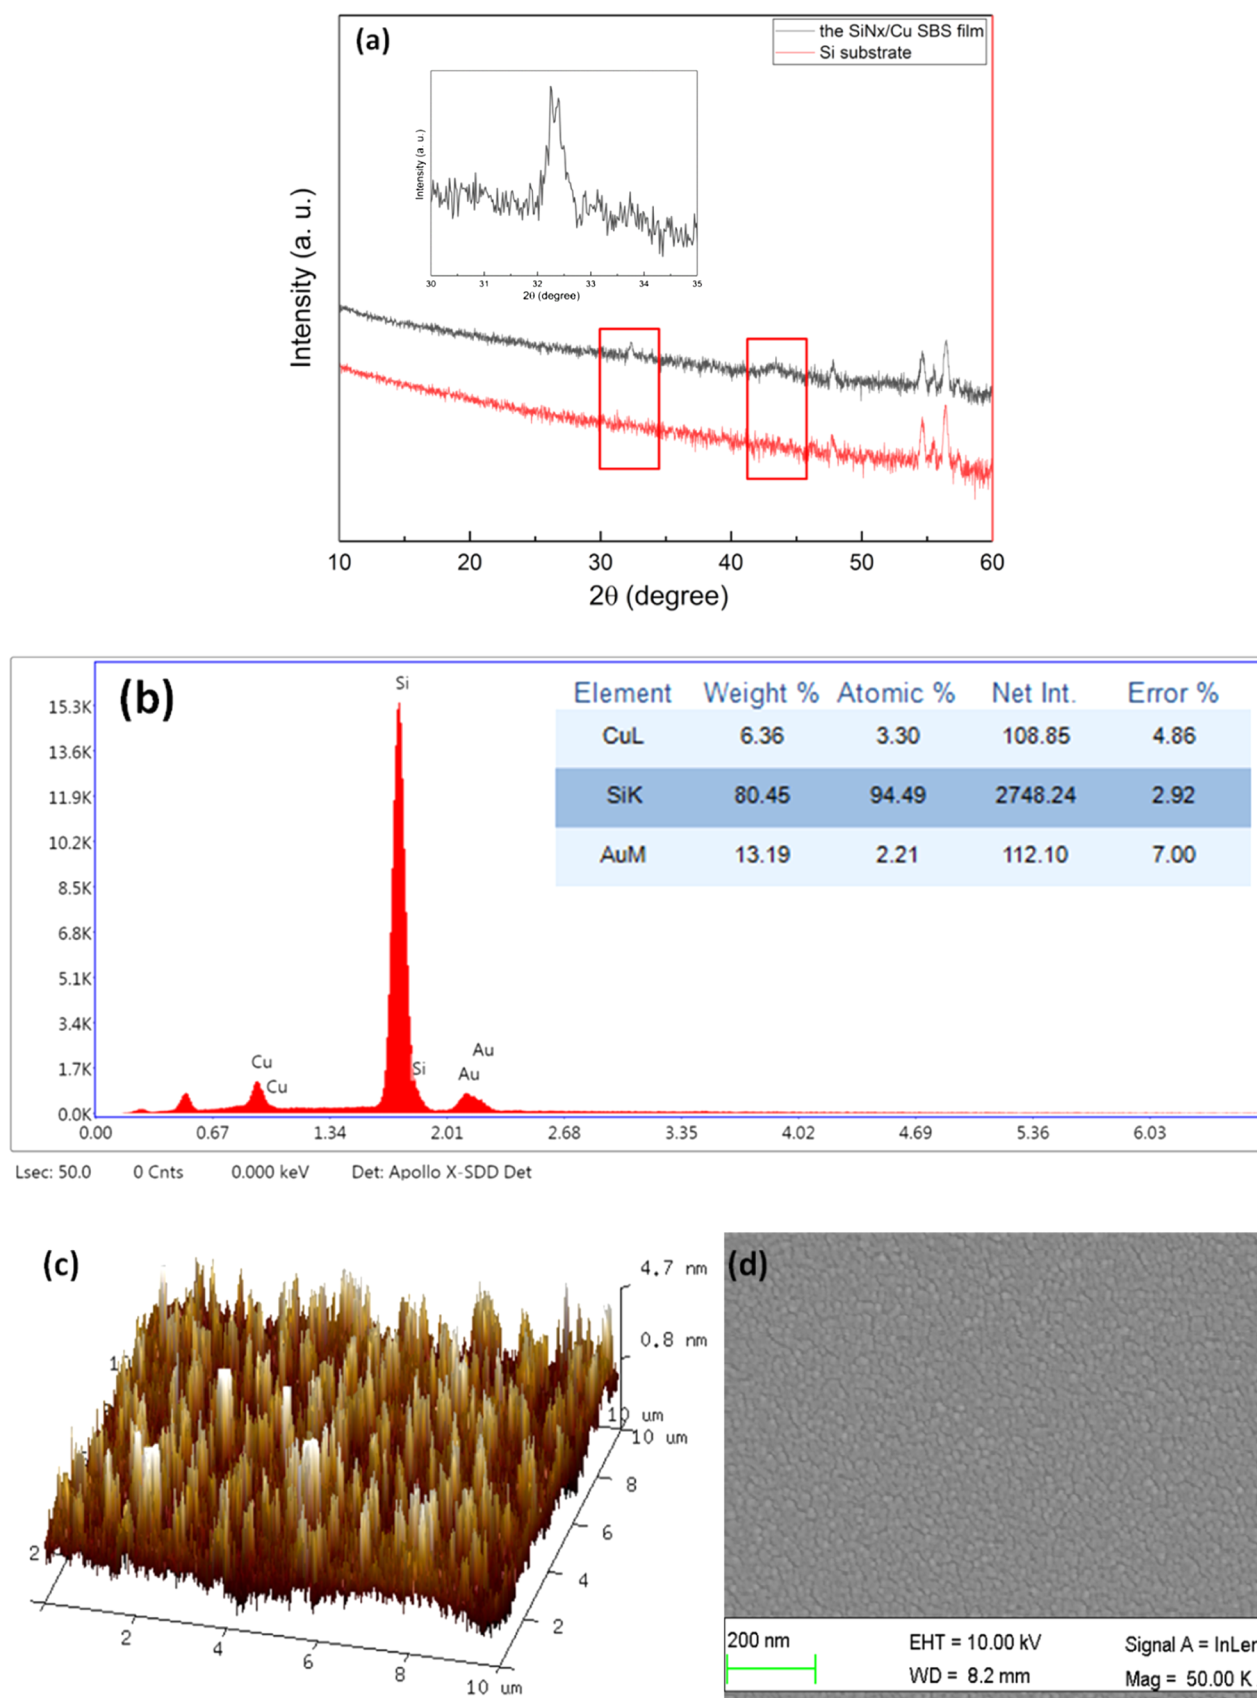 (a)
the SiNx/Cu SBS film
Si substrate
Intensity (a. u.)
30 31 32 33 34 35
2θ (degree)
Intensity (a. u.)
10 20 30 40 50 60
2θ (degree)
(b)
Si
15.3K
13.6K
11.9K
10.2K
8.5K
6.8K
5.1K
3.4K
1.7K
0.0K
Cu
Cu
Si
Au
Au
0.00 0.67 1.34 2.01 2.68 3.35 4.02 4.69 5.36 6.03
Element Weight % Atomic % Net Int. Error %
CuL 6.36 3.30 108.85 4.86
SiK 80.45 94.49 2748.24 2.92
AuM 13.19 2.21 112.10 7.00
Lsec: 50.0 0 Cnts 0.000 keV Det: Apollo X-SDD Det
(c)
4.7 nm
0.8 nm
10 um
10 um
8
6
4
2
2
2
4
6
8
10 um
(d)
200 nm
EHT = 10.00 kV
Signal A = InLer
WD = 8.2 mm
Mag = 50.00 K